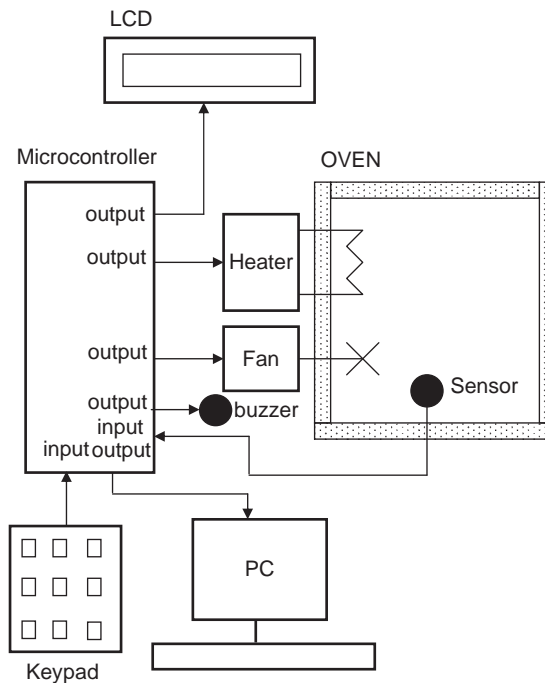 LCD
Microcontroller
OVEN
output
output
Heater
output
Fan
Sensor
output
buzzer
input
input
output
PC
Keypad